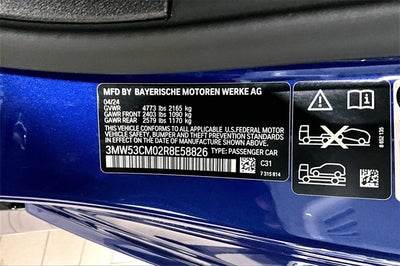 MFD BY BAYERISCHE MOTOREN WERKE AG
04/24
GVWR 4773 lbs 2165 kg
GAWR FRONT 2403 lbs 1090 kg
GAWR REAR 2579 lbs 1170 kg
THIS VEHICLE CONFORMS TO ALL APPLICABLE
U.S. FEDERAL MOTOR VEHICLE
SAFETY, BUMPER, AND THEFT PREVENTION STANDARDS
IN EFFECT ON THE
DATE OF MANUFACTURE SHOWN ABOVE.
3MW53CM02R8E58826 TYPE: PASSENGER CAR
C31
7 315 814
8 632 135